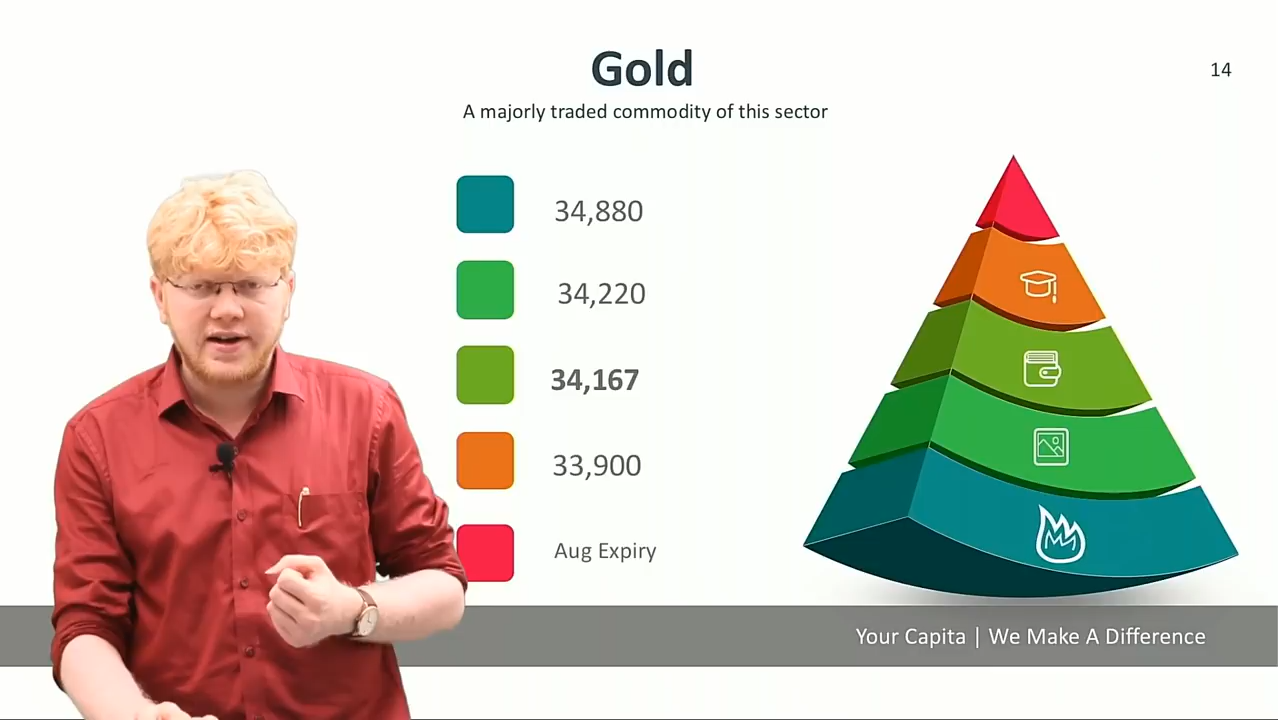 Gold
14
A majorly traded commodity of this sector
34,880
34,220
34,167
33,900
Aug Expiry
Your Capita | We Make A Difference